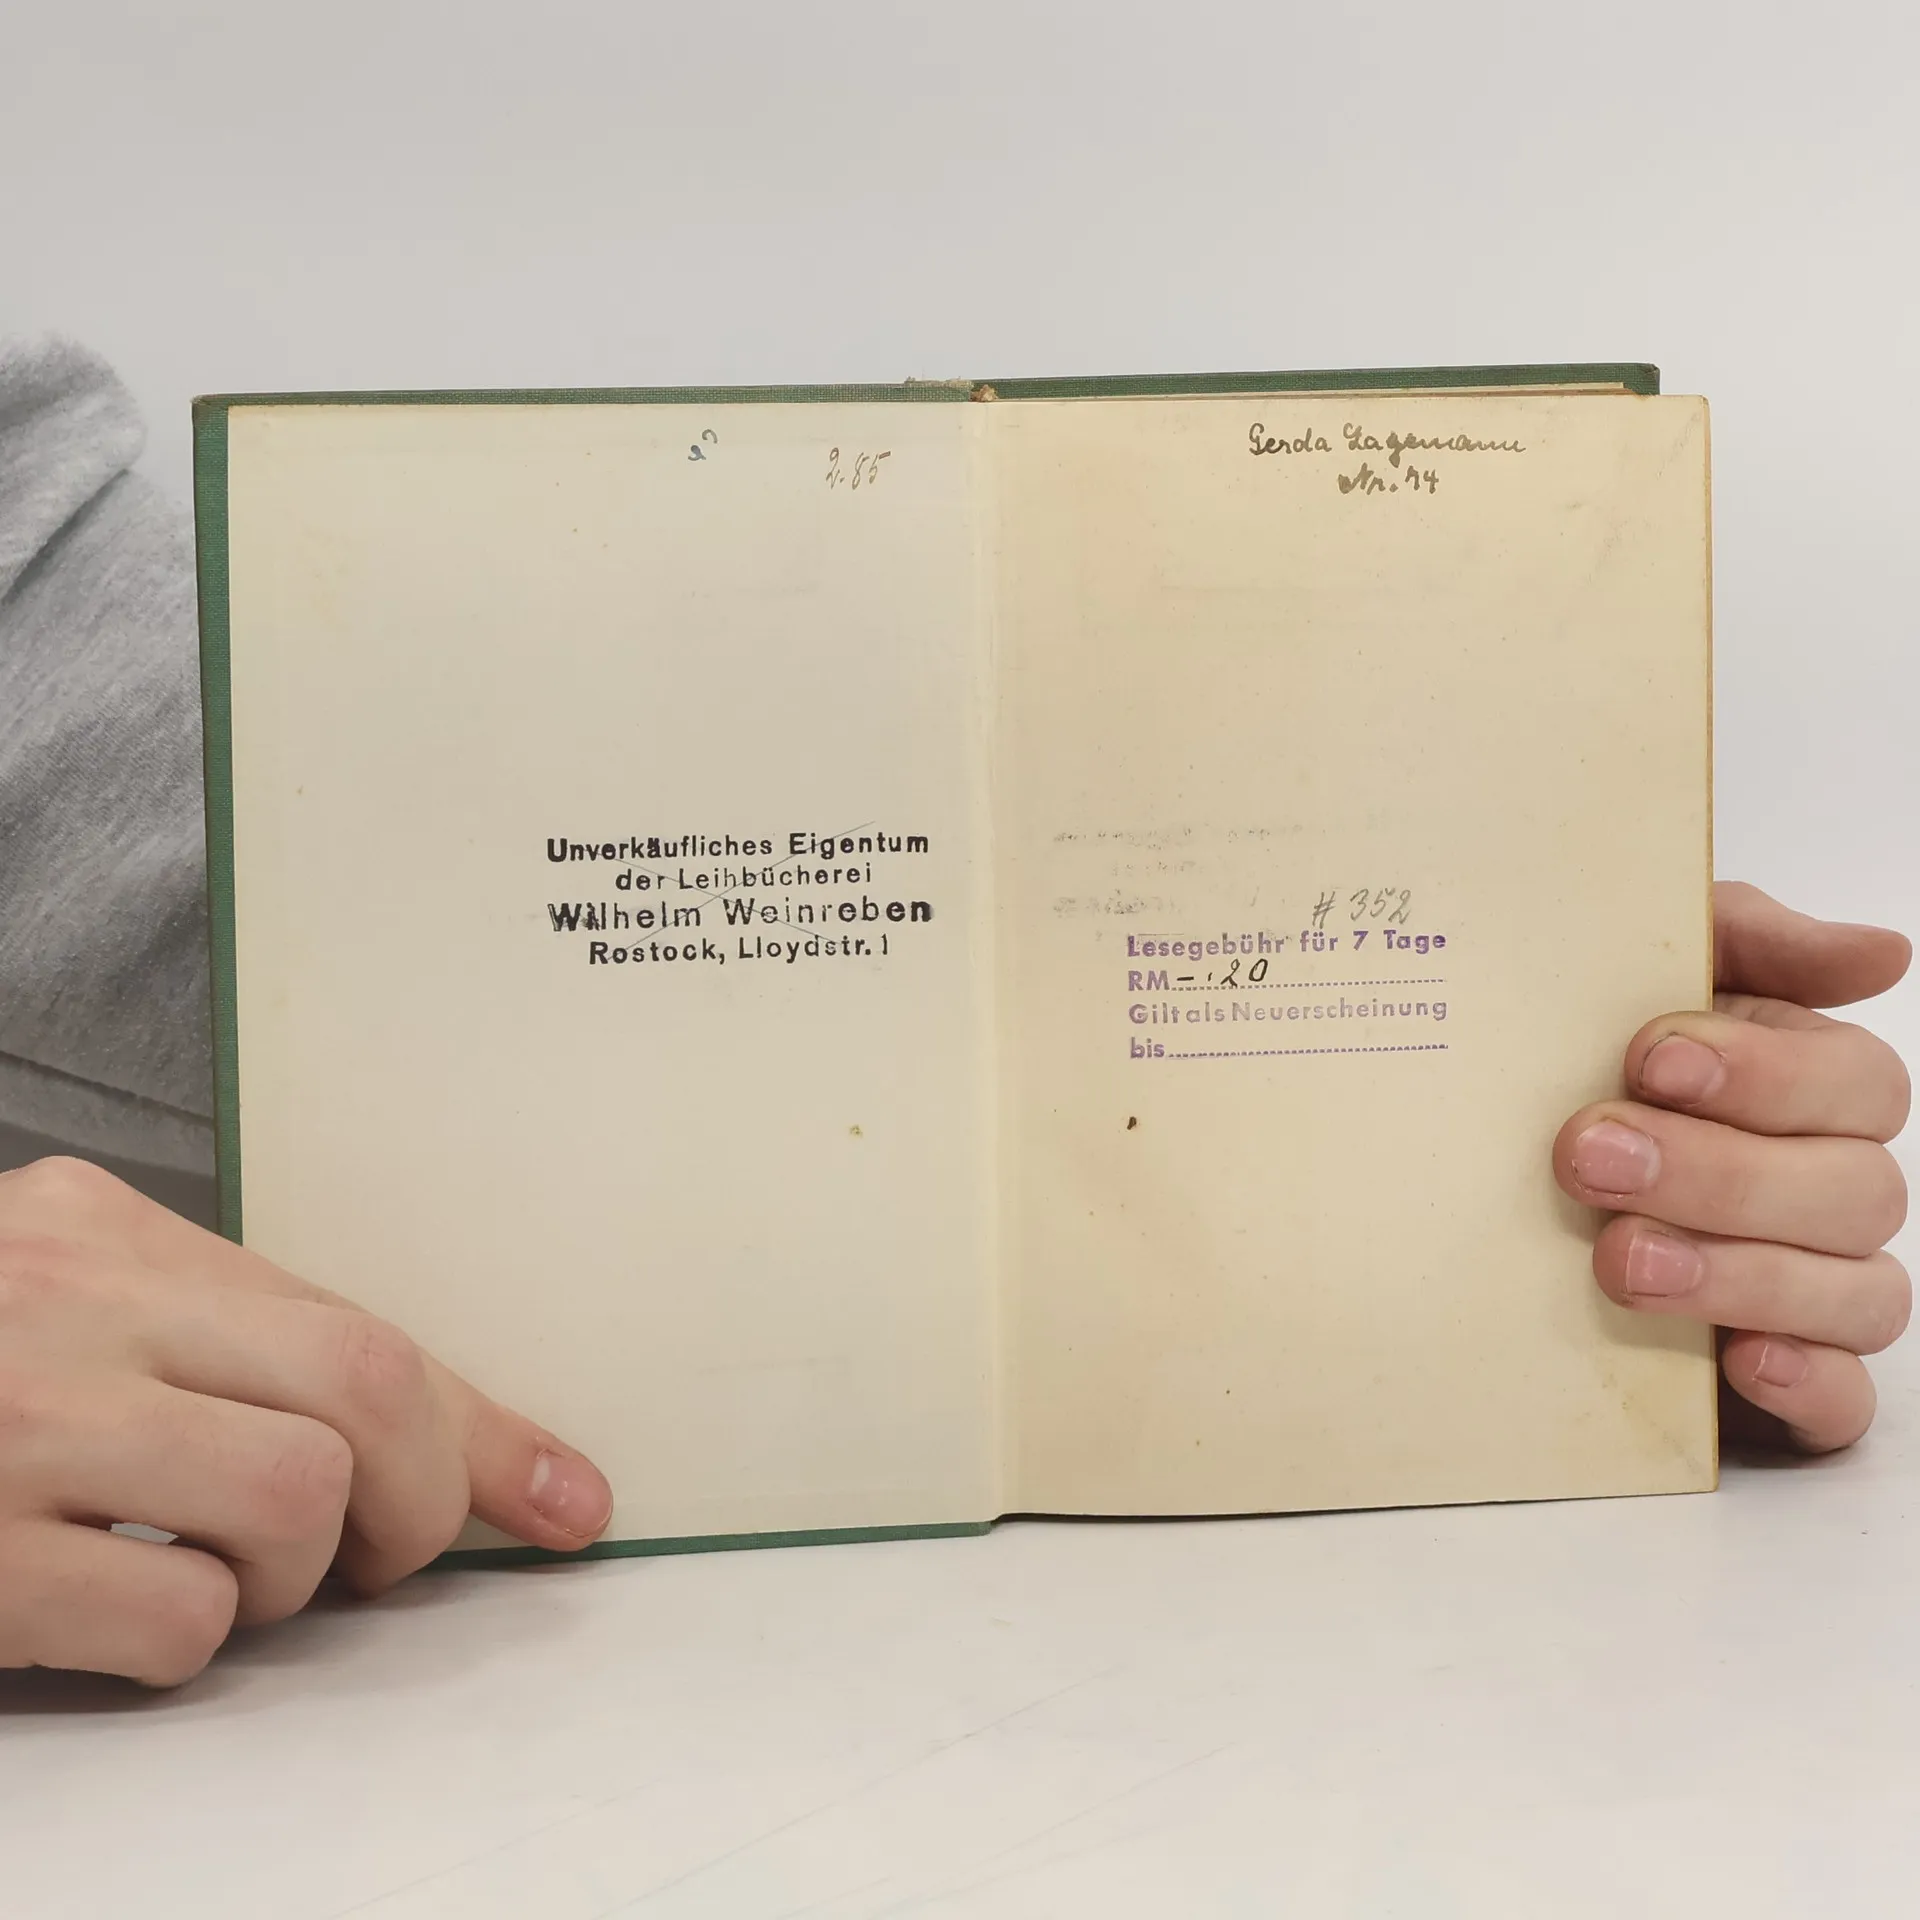 2.85
Unverkäufliches Eigentum
der Leihbücherei
Wilhelm Weinreben
Rostock, Lloydstr. 1
Gerda Lagemann
Nr. 74
# 352
Lesegebühr für 7 Tage
RM -.20
Gilt als Neuerscheinung
bis